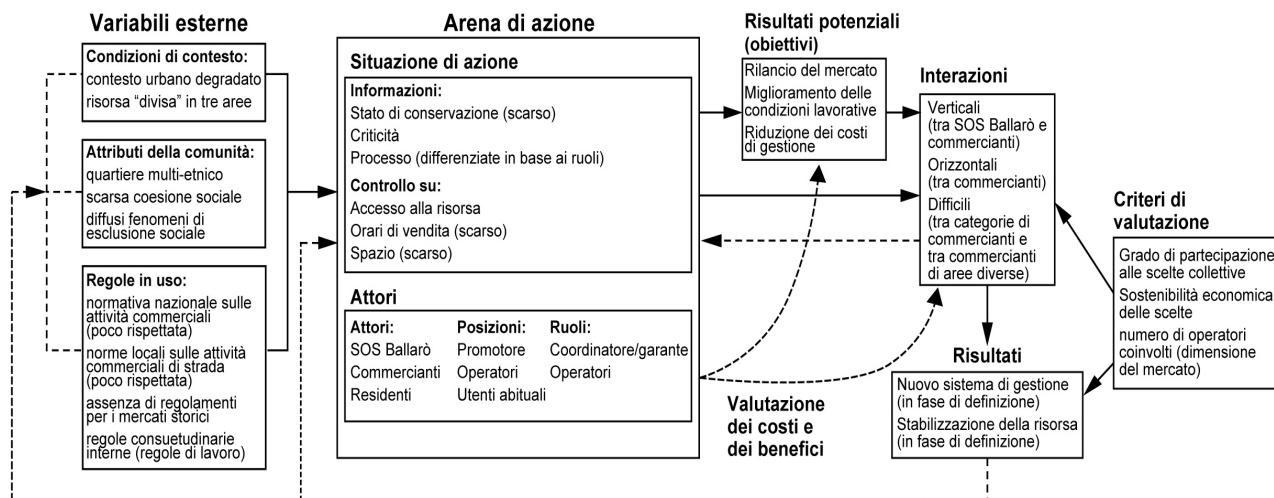 Variabili esterne
Condizioni di contesto:
contesto urbano degradato
risorsa “divisa” in tre aree
Attributi della comunità:
quartiere multi-etnico
scarsa coesione sociale
diffusi fenomeni di
esclusione sociale
Regole in uso:
normativa nazionale sulle
attività commerciali
(poco rispettata)
norme locali sulle attività
commerciali di strada
(poco rispettata)
assenza di regolamenti
per i mercati storici
regole consuetudinarie
interne (regole di lavoro)
Arena di azione
Situazione di azione
Informazioni:
Stato di conservazione (scarso)
Criticità
Processo (differenziate in base ai ruoli)
Controllo su:
Accesso alla risorsa
Orari di vendita (scarso)
Spazio (scarso)
Attori
Attori: Posizioni: Ruoli:
SOS Ballarò Promotore Coordinatore/garante
Commercianti Operatori Operatori
Residenti Utenti abituali
Risultati potenziali
(obiettivi)
Rilancio del mercato
Miglioramento delle
condizioni lavorative
Riduzione dei costi
di gestione
Valutazione
dei costi e
dei benefici
Interazioni
Verticali
(tra SOS Ballarò e
commercianti)
Orizzontali
(tra commercianti)
Difficili
(tra categorie di
commercianti e
tra commercianti
di aree diverse)
Risultati
Nuovo sistema di gestione
(in fase di definizione)
Stabilizzazione della risorsa
(in fase di definizione)
Criteri di
valutazione
Grado di partecipazione
alle scelte collettive
Sostenibilità economica
delle scelte
numero di operatori
coinvolti (dimensione
del mercato)